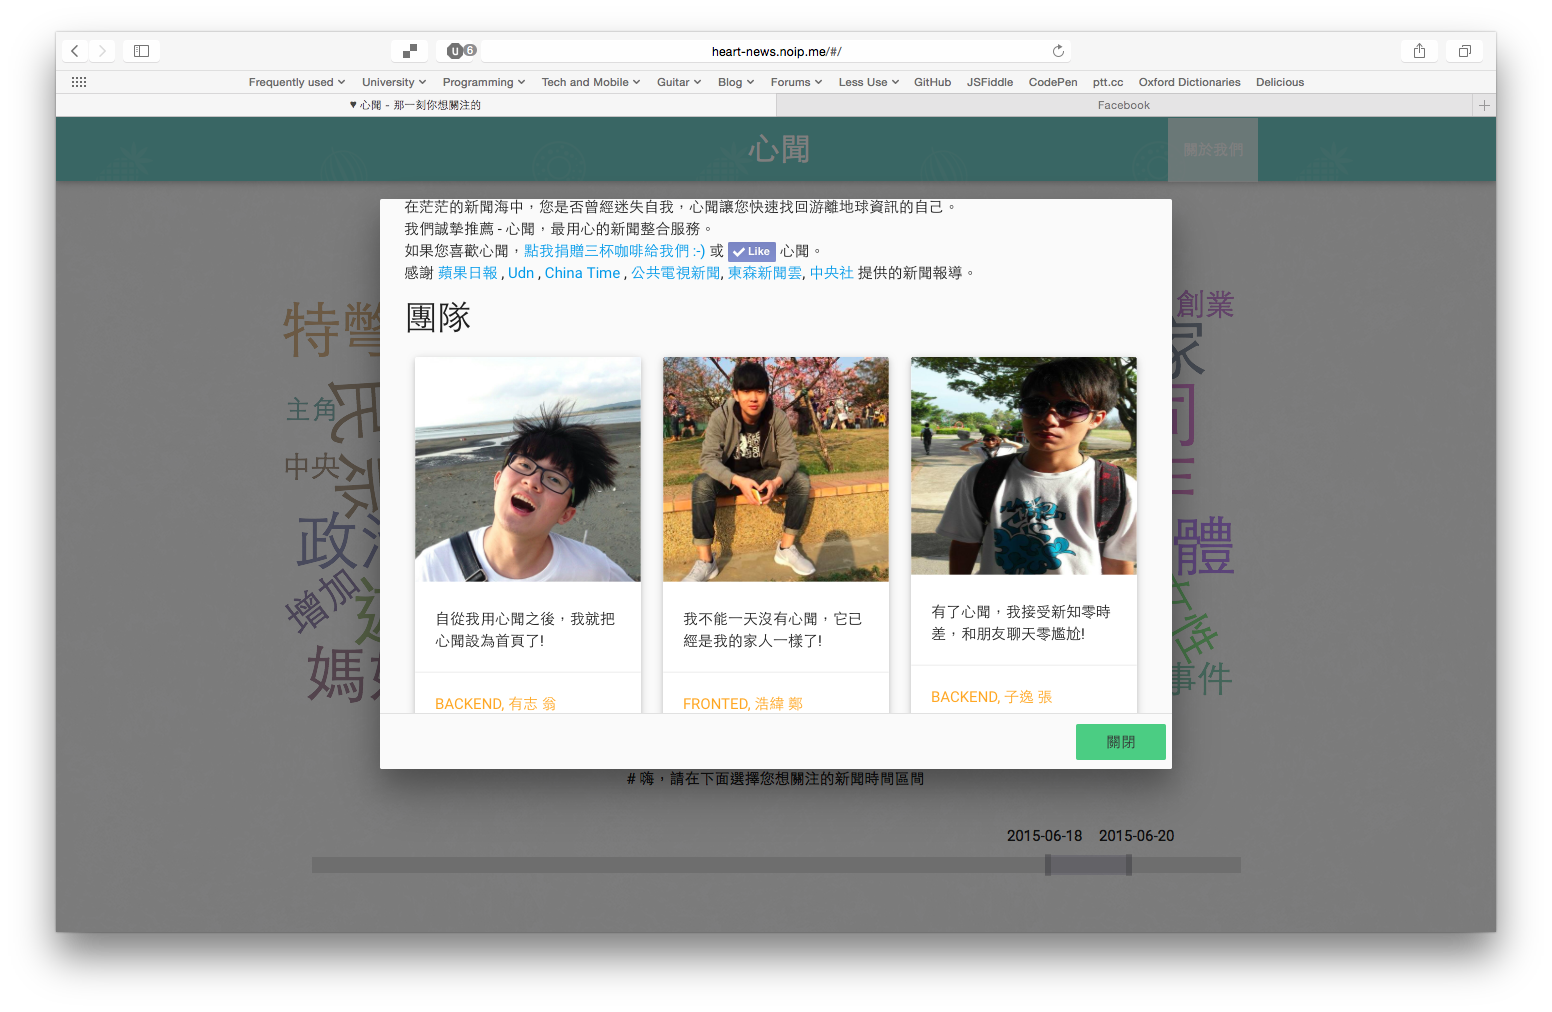 6
heart-news.noip.me/#/
Frequently used University Programming Tech and Mobile Guitar Blog Forums Less Use GitHub JSFiddle CodePen ptt.cc Oxford Dictionaries Delicious
♥ 心聞 - 那一刻你想關注的
Facebook
心聞
關於我們
在茫茫的新聞海中，您是否曾經迷失自我，心聞讓您快速找回游離地球資訊的自己。
我們誠摯推薦 - 心聞，最用心的新聞整合服務。
如果您喜歡心聞，點我捐贈三杯咖啡給我們 :-) 或 Like 心聞。
感謝 蘋果日報 , Udn , China Time , 公共電視新聞, 東森新聞雲, 中央社 提供的新聞報導。
團隊
自從我用心聞之後，我就把
心聞設為首頁了!
BACKEND, 有志 翁
我不能一天沒有心聞，它已
經是我的家人一樣了!
FRONTED, 浩緯 鄭
有了心聞，我接受新知零時
差，和朋友聊天零尷尬!
BACKEND, 子逸 張
關閉
特彎
主角
民
中央
政治
增加
媽
創業
家
同
三
體
性
事件
# 嗨，請在下面選擇您想關注的新聞時間區間
2015-06-18 2015-06-20